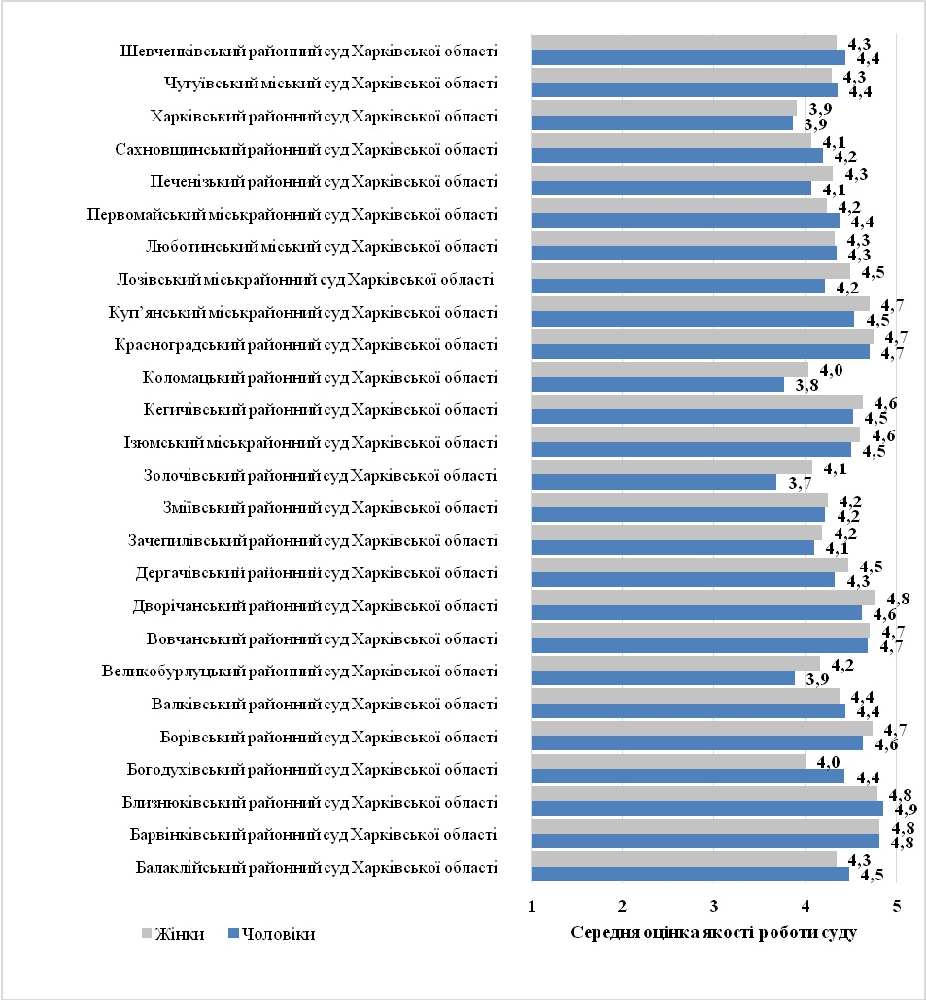 Шевченківський районний суд Харківської області
4,3
4,4
Чугуївський міський суд Харківської області
4,3
4,4
Харківський районний суд Харківської області
3,9
3,9
Сахновщинський районний суд Харківської області
4,1
4,2
Печенізький районний суд Харківської області
4,3
4,1
Первомайський міськрайонний суд Харківської області
4,2
4,4
Люботинський міський суд Харківської області
4,3
4,3
Лозівський міськрайонний суд Харківської області
4,5
4,2
Куп’янський міськрайонний суд Харківської області
4,7
4,5
Красноградський районний суд Харківської області
4,7
4,7
Коломацький районний суд Харківської області
4,0
3,8
Кегичівський районний суд Харківської області
4,6
4,5
Ізюмський міськрайонний суд Харківської області
4,6
4,5
Золочівський районний суд Харківської області
4,1
3,7
Зміївський районний суд Харківської області
4,2
4,2
Зачепилівський районний суд Харківської області
4,2
4,1
Дергачівський районний суд Харківської області
4,5
4,3
Дворічанський районний суд Харківської області
4,8
4,6
Вовчанський районний суд Харківської області
4,7
4,7
Великобурлуцький районний суд Харківської області
4,2
3,9
Валківський районний суд Харківської області
4,4
4,4
Борівський районний суд Харківської області
4,7
4,6
Богодухівський районний суд Харківської області
4,0
4,4
Близнюківський районний суд Харківської області
4,8
4,9
Барвінківський районний суд Харківської області
4,8
4,8
Балаклійський районний суд Харківської області
4,3
4,5
1 2 3 4 5
Жінки Чоловіки
Середня оцінка якості роботи суду